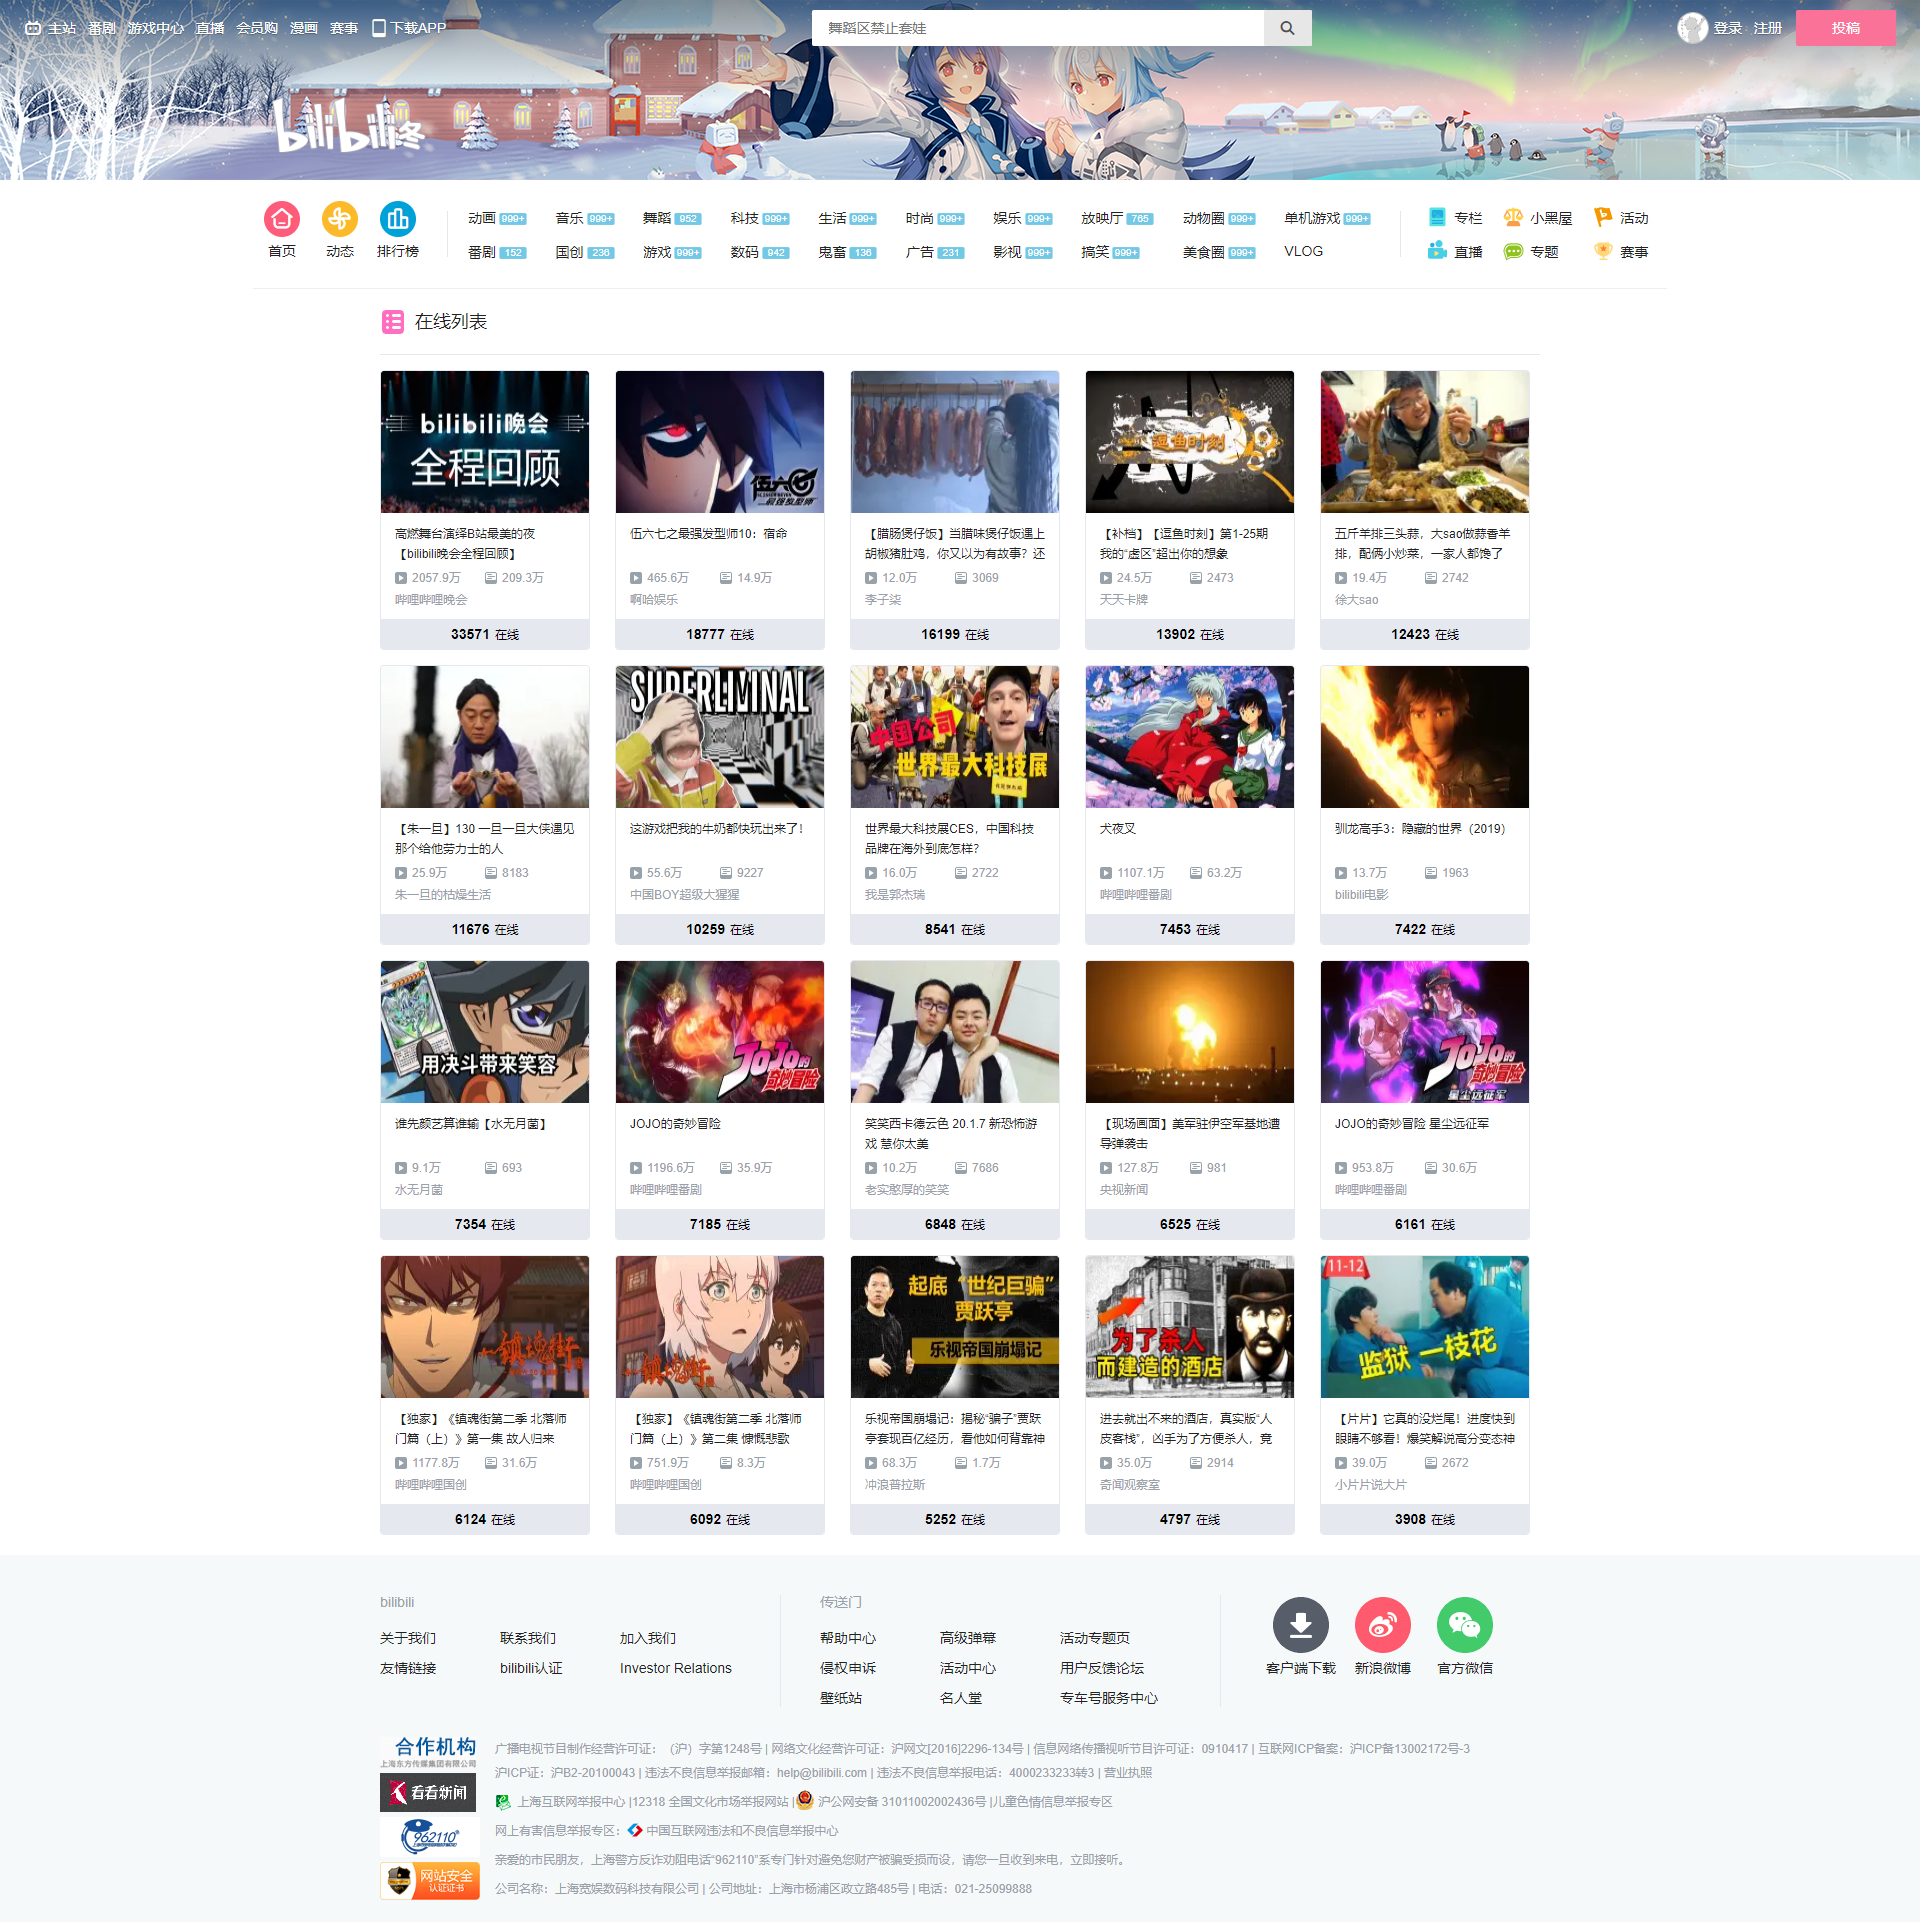 主站 番剧 游戏中心 直播 会员购 漫画 赛事 下载APP
舞蹈区禁止套娃
登录 注册 投稿
bilibili冬
首页 动态 排行榜
动画 999+ 音乐 999+ 舞蹈 952 科技 999+ 生活 999+ 时尚 999+ 娱乐 999+ 放映厅 765 动物圈 999+ 单机游戏 999+ 专栏 小黑屋 活动
番剧 152 国创 236 游戏 999+ 数码 942 鬼畜 136 广告 231 影视 999+ 搞笑 999+ 美食圈 999+ VLOG 直播 专题 赛事
在线列表
bilibili晚会
全程回顾
高燃舞台演绎B站最美的夜
【bilibili晚会全程回顾】
2057.9万 209.3万
哔哩哔哩晚会
33571 在线
伍六七
最强发型师
伍六七之最强发型师10：宿命
465.6万 14.9万
啊哈娱乐
18777 在线
【腊肠煲仔饭】当腊味煲仔饭遇上
胡椒猪肚鸡，你又以为有故事？还
12.0万 3069
李子柒
16199 在线
逗鱼时刻
【补档】【逗鱼时刻】第1-25期
我的“虚区”超出你的想象
24.5万 2473
天天卡牌
13902 在线
五斤羊排三头蒜，大sao做蒜香羊
排，配俩小炒菜，一家人都馋了
19.4万 2742
徐大sao
12423 在线
【朱一旦】130 一旦一旦大侠遇见
那个给他劳力士的人
25.9万 8183
朱一旦的枯燥生活
11676 在线
SUPERLIMINAL
这游戏把我的牛奶都快玩出来了！
55.6万 9227
中国BOY超级大猩猩
10259 在线
中国公司
世界最大科技展
世界最大科技展CES，中国科技
品牌在海外到底怎样？
16.0万 2722
我是郭杰瑞
8541 在线
犬夜叉
1107.1万 63.2万
哔哩哔哩番剧
7453 在线
驯龙高手3：隐藏的世界（2019）
13.7万 1963
bilibili电影
7422 在线
用决斗带来笑容
谁先颜艺算谁输【水无月菌】
9.1万 693
水无月菌
7354 在线
JOJO的
奇妙冒险
JOJO的奇妙冒险
1196.6万 35.9万
哔哩哔哩番剧
7185 在线
笑笑西卡德云色 20.1.7 新恐怖游
戏 慧你太美
10.2万 7686
老实憨厚的笑笑
6848 在线
【现场画面】美军驻伊空军基地遭
导弹袭击
127.8万 981
央视新闻
6525 在线
JOJO的
奇妙冒险
星尘远征军
JOJO的奇妙冒险 星尘远征军
953.8万 30.6万
哔哩哔哩番剧
6161 在线
镇魂街
【独家】《镇魂街第二季 北落师
门篇（上）》第一集 故人归来
1177.8万 31.6万
哔哩哔哩国创
6124 在线
镇魂街
【独家】《镇魂街第二季 北落师
门篇（上）》第二集 慷慨悲歌
751.9万 8.3万
哔哩哔哩国创
6092 在线
起底“世纪巨骗”
贾跃亭
乐视帝国崩塌记
乐视帝国崩塌记：揭秘“骗子”贾跃
亭套现百亿经历，看他如何背靠神
68.3万 1.7万
冲浪普拉斯
5252 在线
为了杀人
而建造的酒店
进去就出不来的酒店，真实版“人
皮客栈”，凶手为了方便杀人，竟
35.0万 2914
奇闻观察室
4797 在线
11-12
监狱一枝花
【片片】它真的没烂尾！进度快到
眼睛不够看！爆笑解说高分变态神
39.0万 2672
小片片说大片
3908 在线
bilibili
关于我们 联系我们 加入我们
友情链接 bilibili认证 Investor Relations
传送门
帮助中心 高级弹幕 活动专题页
侵权申诉 活动中心 用户反馈论坛
壁纸站 名人堂 专车号服务中心
客户端下载 新浪微博 官方微信
合作机构
上海东方传媒集团有限公司
看看新闻
962110
网站安全
认证证书
广播电视节目制作经营许可证：（沪）字第1248号 | 网络文化经营许可证：沪网文[2016]2296-134号 | 信息网络传播视听节目许可证：0910417 | 互联网ICP备案：沪ICP备13002172号-3
沪ICP证：沪B2-20100043 | 违法不良信息举报邮箱：help@bilibili.com | 违法不良信息举报电话：4000233233转3 | 营业执照
上海互联网举报中心 |12318 全国文化市场举报网站 | 沪公网安备 31011002002436号 |儿童色情信息举报专区
网上有害信息举报专区： 中国互联网违法和不良信息举报中心
亲爱的市民朋友，上海警方反诈劝阻电话“962110”系专门针对避免您财产被骗受损而设，请您一旦收到来电，立即接听。
公司名称：上海宽娱数码科技有限公司 | 公司地址：上海市杨浦区政立路485号 | 电话：021-25099888